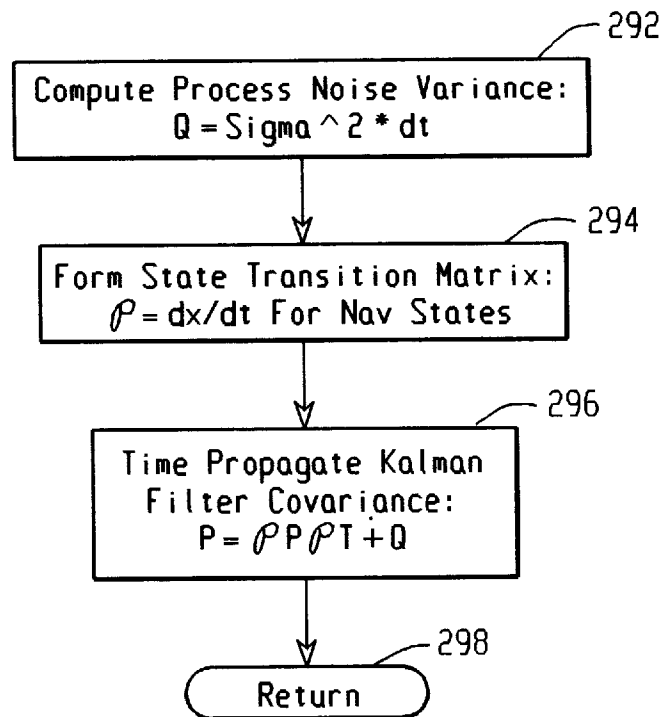 292
Compute Process Noise Variance:
Q = Sigma ^ 2 * dt
294
Form State Transition Matrix:
𝒫 = dx/dt For Nav States
296
Time Propagate Kalman
Filter Covariance:
P = 𝒫 P 𝒫 T + Q
298
Return